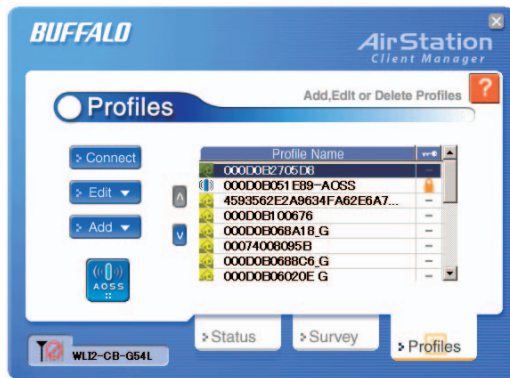 BUFFALO
AirStation
Client Manager
Profiles
Add,Edit or Delete Profiles
?
Connect
Edit
Add
AOSS
Profile Name
000D0B2705D8
000D0B051E89-AOSS
4593562E2A9634FA62E6A7...
000D0B100676
000D0B068A18_G
00074008095B
000D0B0688C6_G
000D0B06020E G
Status
Survey
Profiles
WLI2-CB-G54L